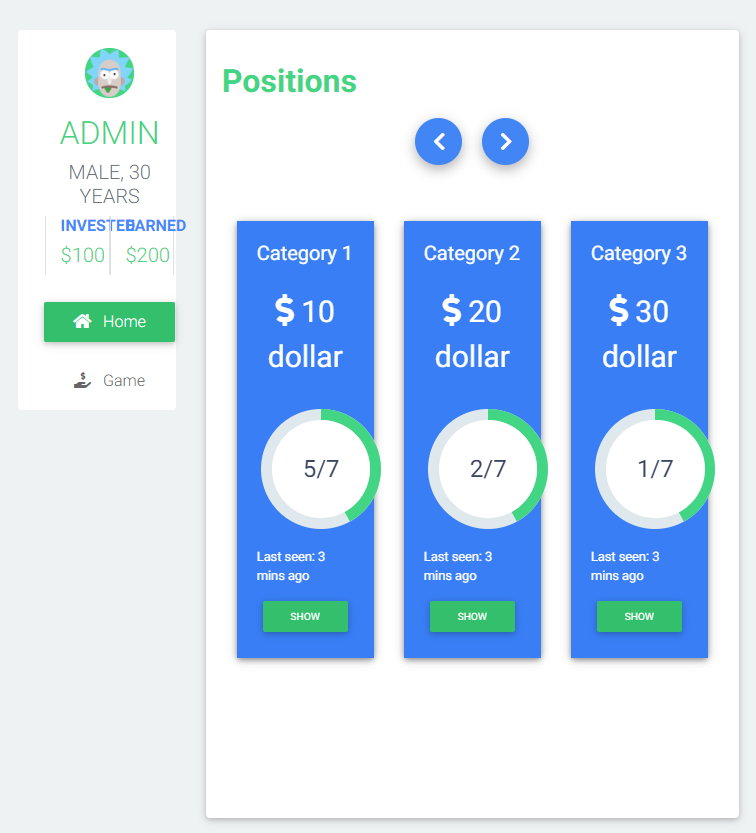 ADMIN
MALE, 30
YEARS
INVESTED EARNED
$100 $200
Home
Game
Positions
Category 1
$ 10
dollar
5/7
Last seen: 3
mins ago
SHOW
Category 2
$ 20
dollar
2/7
Last seen: 3
mins ago
SHOW
Category 3
$ 30
dollar
1/7
Last seen: 3
mins ago
SHOW